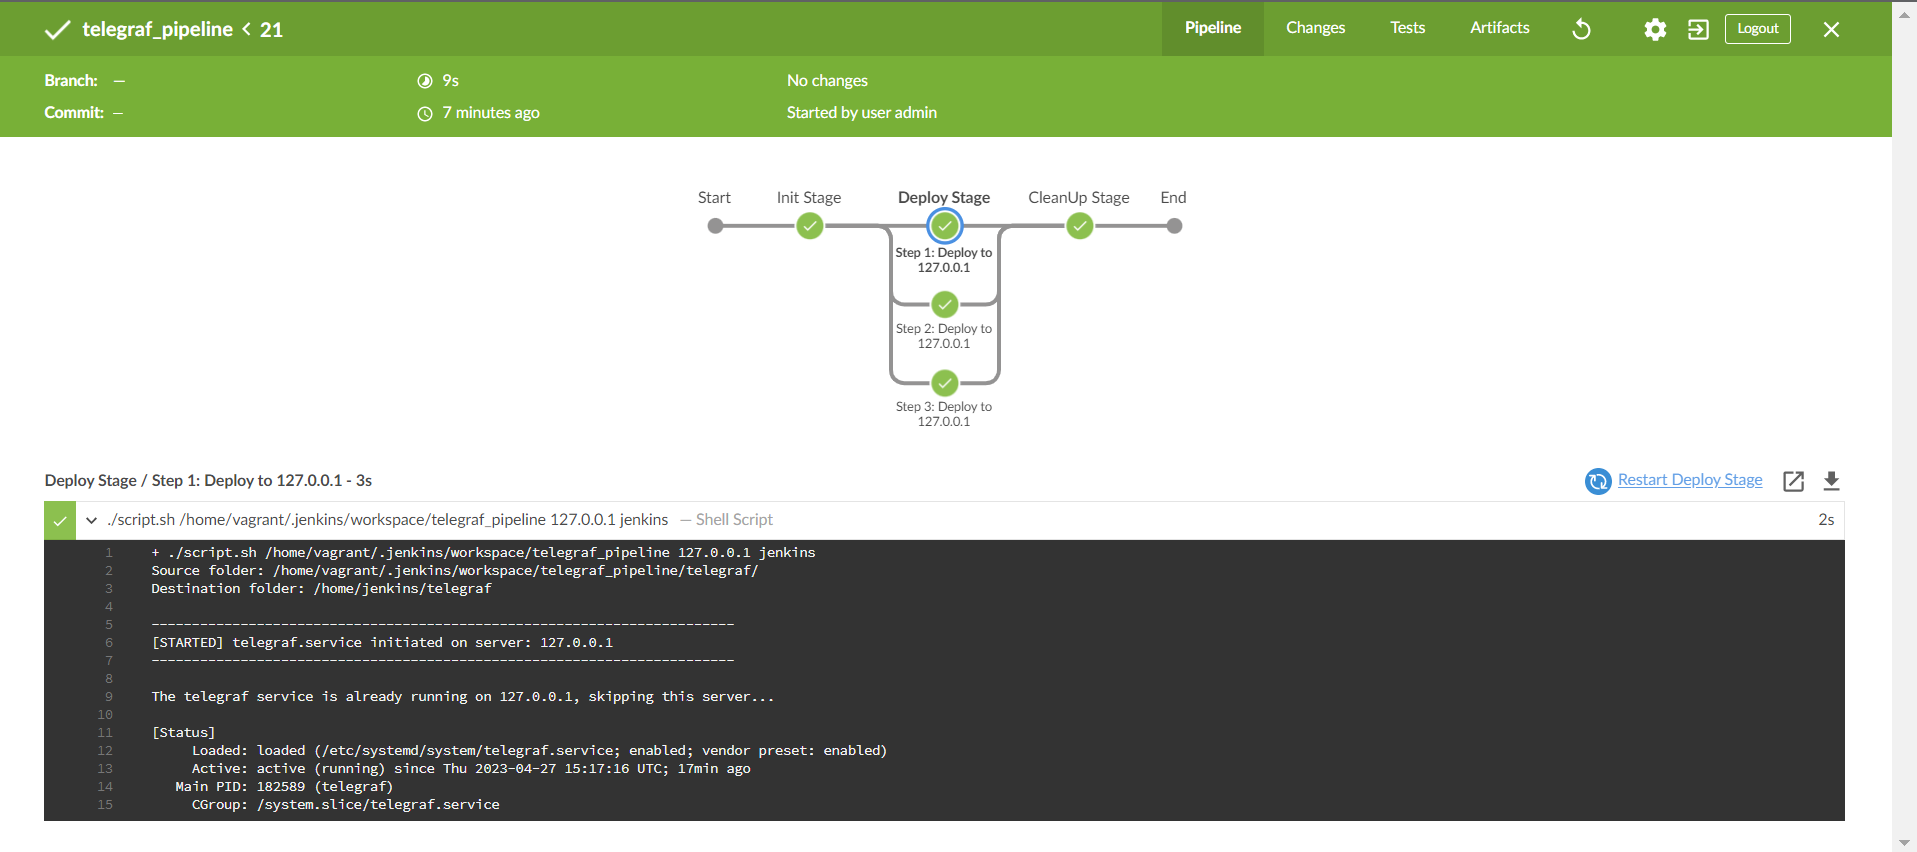 telegraf_pipeline < 21
Pipeline
Changes
Tests
Artifacts
Logout
Branch: —
9s
No changes
Commit: —
7 minutes ago
Started by user admin
Start
Init Stage
Deploy Stage
CleanUp Stage
End
Step 1: Deploy to
127.0.0.1
Step 2: Deploy to
127.0.0.1
Step 3: Deploy to
127.0.0.1
Deploy Stage / Step 1: Deploy to 127.0.0.1 - 3s
Restart Deploy Stage
./script.sh /home/vagrant/.jenkins/workspace/telegraf_pipeline 127.0.0.1 jenkins — Shell Script
2s
1 + ./script.sh /home/vagrant/.jenkins/workspace/telegraf_pipeline 127.0.0.1 jenkins
2 Source folder: /home/vagrant/.jenkins/workspace/telegraf_pipeline/telegraf/
3 Destination folder: /home/jenkins/telegraf
4
5 ------------------------------------------------------------------------
6 [STARTED] telegraf.service initiated on server: 127.0.0.1
7 ------------------------------------------------------------------------
8
9 The telegraf service is already running on 127.0.0.1, skipping this server...
10
11 [Status]
12 Loaded: loaded (/etc/systemd/system/telegraf.service; enabled; vendor preset: enabled)
13 Active: active (running) since Thu 2023-04-27 15:17:16 UTC; 17min ago
14 Main PID: 182589 (telegraf)
15 CGroup: /system.slice/telegraf.service